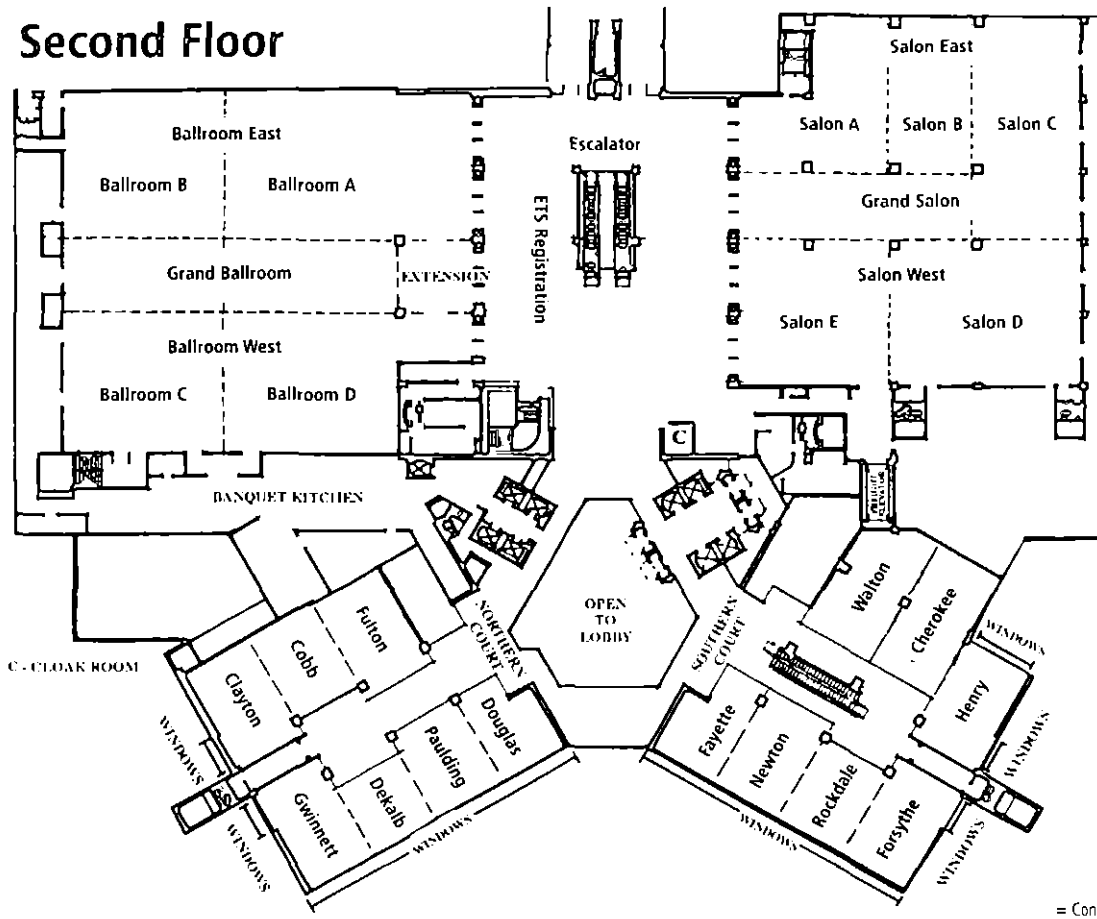 Second Floor
Salon East
Ballroom East
Salon A
Salon B
Salon C
Escalator
Ballroom B
Ballroom A
Grand Salon
ETS Registration
Grand Ballroom
EXTENSION
Salon West
Salon E
Salon D
Ballroom West
Ballroom C
Ballroom D
C
BANQUET KITCHEN
FREIGHT
ELEVATOR
Walton
Cherokee
OPEN
TO
LOBBY
NORTHERN
COURT
SOUTHERN
COURT
Fulton
Cobb
Clayton
C - CLOAK ROOM
WINDOWS
Henry
Douglas
Paulding
Dekalb
Gwinnett
Fayette
Newton
Rockdale
Forsythe
WINDOWS
WINDOWS
WINDOWS
WINDOWS
WINDOWS
WINDOWS
= Con